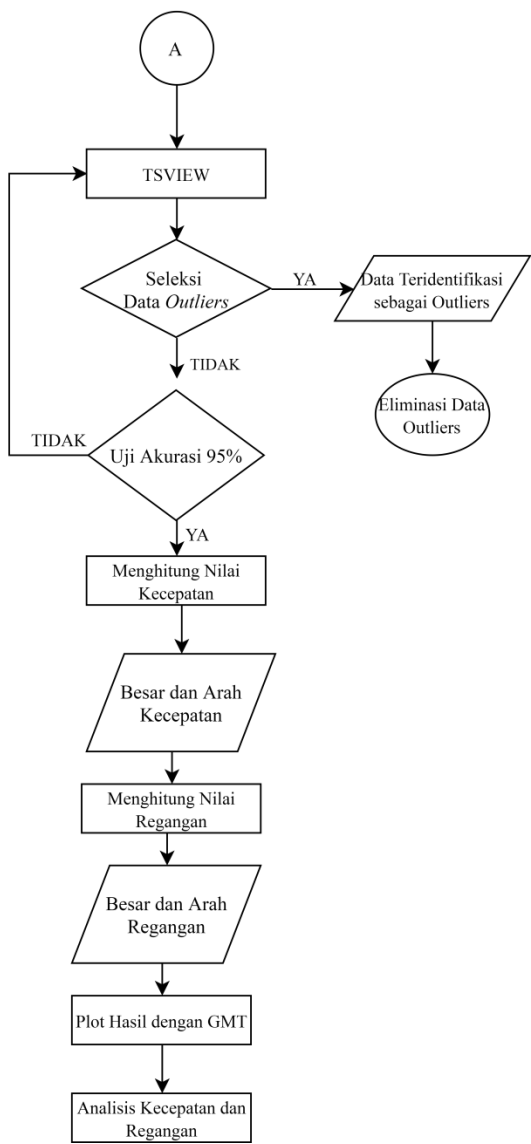 A
TSVIEW
Seleksi
Data Outliers
YA
Data Teridentifikasi
sebagai Outliers
TIDAK
Eliminasi Data
Outliers
TIDAK
Uji Akurasi 95%
YA
Menghitung Nilai
Kecepatan
Besar dan Arah
Kecepatan
Menghitung Nilai
Regangan
Besar dan Arah
Regangan
Plot Hasil dengan GMT
Analisis Kecepatan dan
Regangan